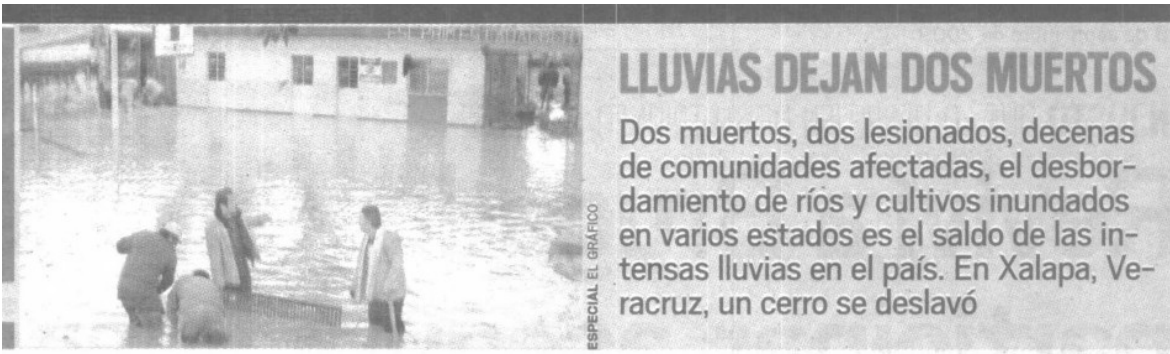 LLUVIAS DEJAN DOS MUERTOS
Dos muertos, dos lesionados, decenas
de comunidades afectadas, el desbor-
damiento de ríos y cultivos inundados
en varios estados es el saldo de las in-
tensas lluvias en el país. En Xalapa, Ve-
racruz, un cerro se deslavó
ESPECIAL EL GRÁFICO